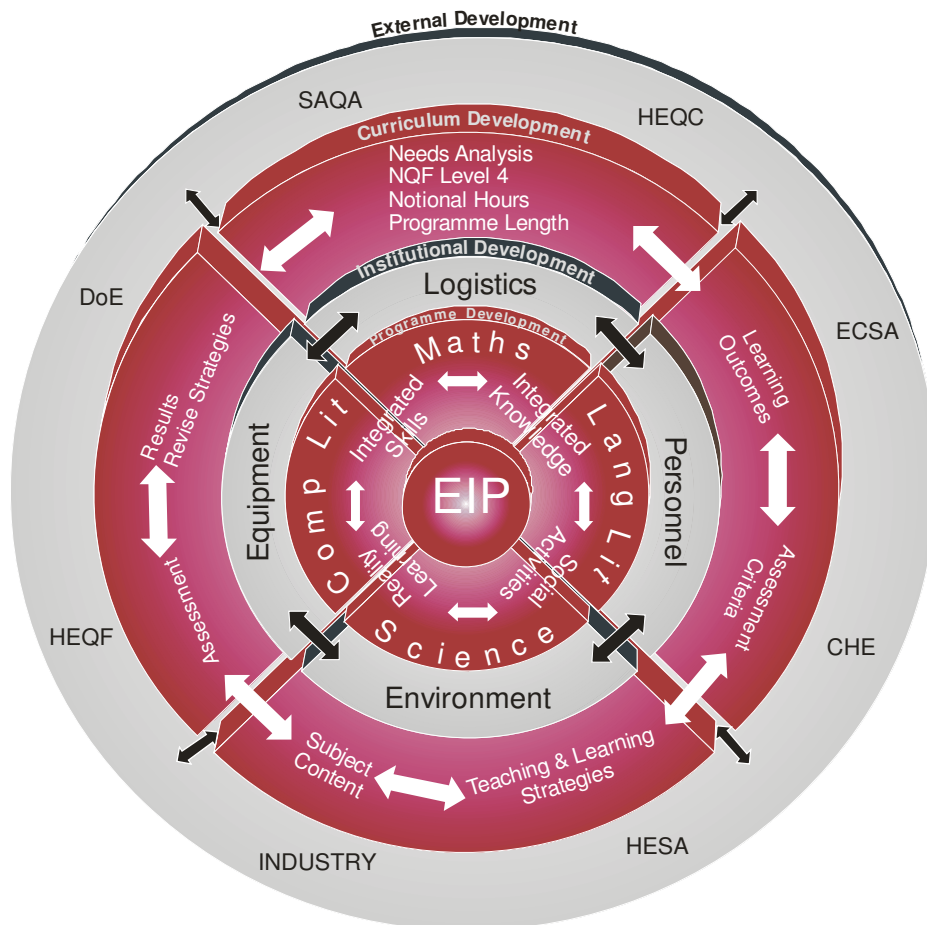 External Development
SAQA
HEQC
Curriculum Development
Needs Analysis
NQF Level 4
Notional Hours
Programme Length
Institutional Development
Logistics
Programme Development
Maths
DoE
ECSA
Results
Revise Strategies
Learning
Outcomes
Integrated
Skills
Integrated
Knowledge
Equipment
Comp Lit
EIP
Lang Lit
Personnel
Reality
Learning
Social
Activities
Science
Assessment
Assessment
Criteria
HEQF
CHE
Environment
Subject
Content
Teaching & Learning
Strategies
INDUSTRY
HESA